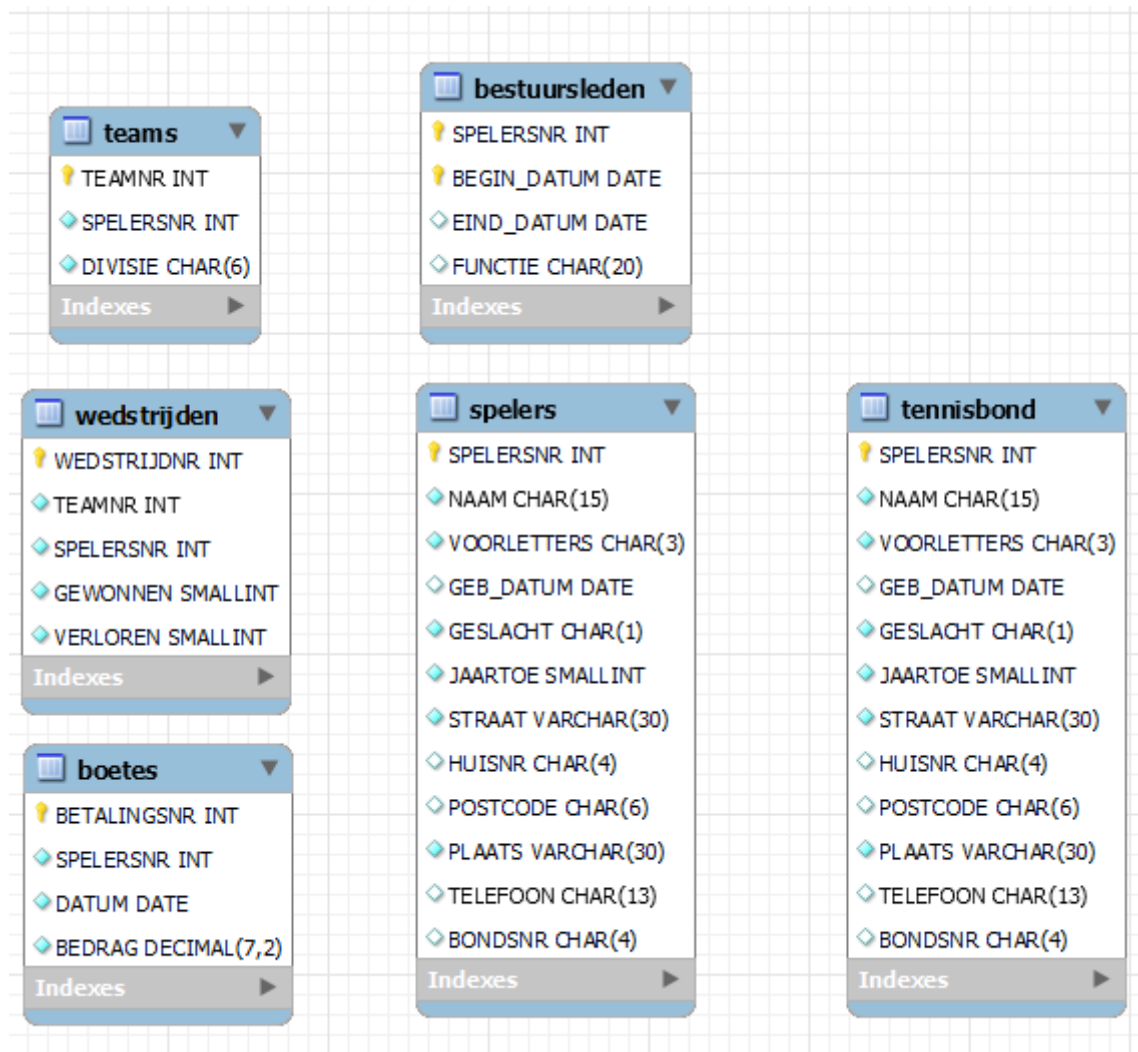 teams
TEAMNR INT
SPELERSNR INT
DIVISIE CHAR(6)
Indexes
bestuursleden
SPELERSNR INT
BEGIN_DATUM DATE
EIND_DATUM DATE
FUNCTIE CHAR(20)
Indexes
wedstrijden
WEDSTRIJDNR INT
TEAMNR INT
SPELERSNR INT
GEWONNEN SMALLINT
VERLOREN SMALLINT
Indexes
spelers
SPELERSNR INT
NAAM CHAR(15)
VOORLETTERS CHAR(3)
GEB_DATUM DATE
GESLACHT CHAR(1)
JAARTOE SMALLINT
STRAAT VARCHAR(30)
HUISNR CHAR(4)
POSTCODE CHAR(6)
PLAATS VARCHAR(30)
TELEFOON CHAR(13)
BONDSNR CHAR(4)
Indexes
tennisbond
SPELERSNR INT
NAAM CHAR(15)
VOORLETTERS CHAR(3)
GEB_DATUM DATE
GESLACHT CHAR(1)
JAARTOE SMALLINT
STRAAT VARCHAR(30)
HUISNR CHAR(4)
POSTCODE CHAR(6)
PLAATS VARCHAR(30)
TELEFOON CHAR(13)
BONDSNR CHAR(4)
Indexes
boetes
BETALINGSNR INT
SPELERSNR INT
DATUM DATE
BEDRAG DECIMAL(7,2)
Indexes